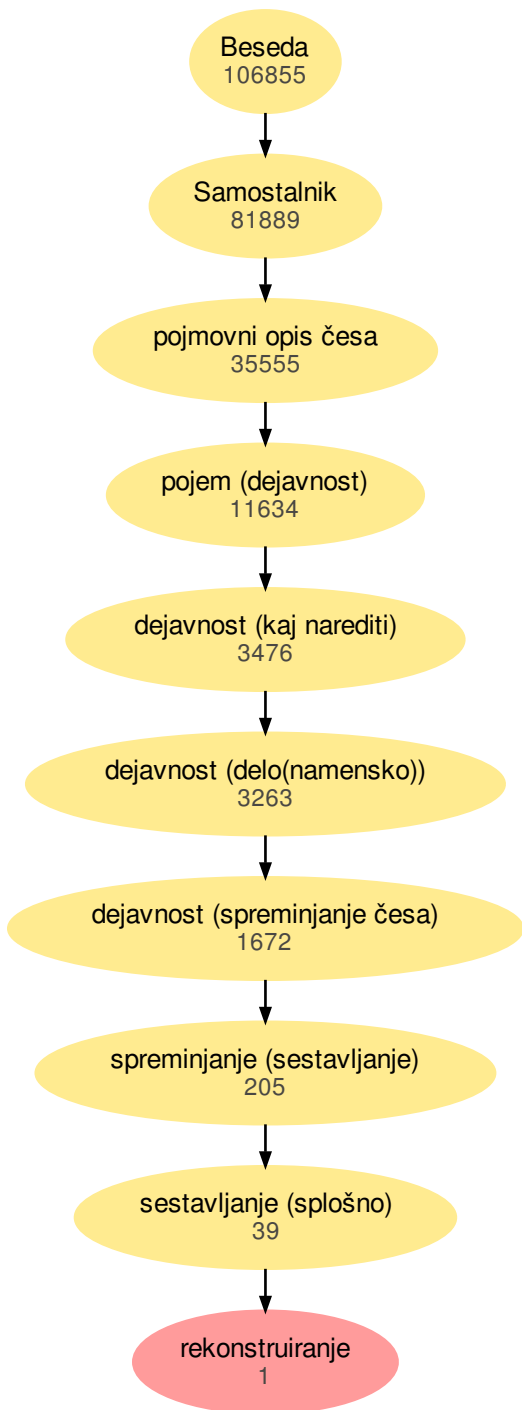 Beseda
106855
Samostalnik
81889
pojmovni opis česa
35555
pojem (dejavnost)
11634
dejavnost (kaj narediti)
3476
dejavnost (delo(namensko))
3263
dejavnost (spreminjanje česa)
1672
spreminjanje (sestavljanje)
205
sestavljanje (splošno)
39
rekonstruiranje
1